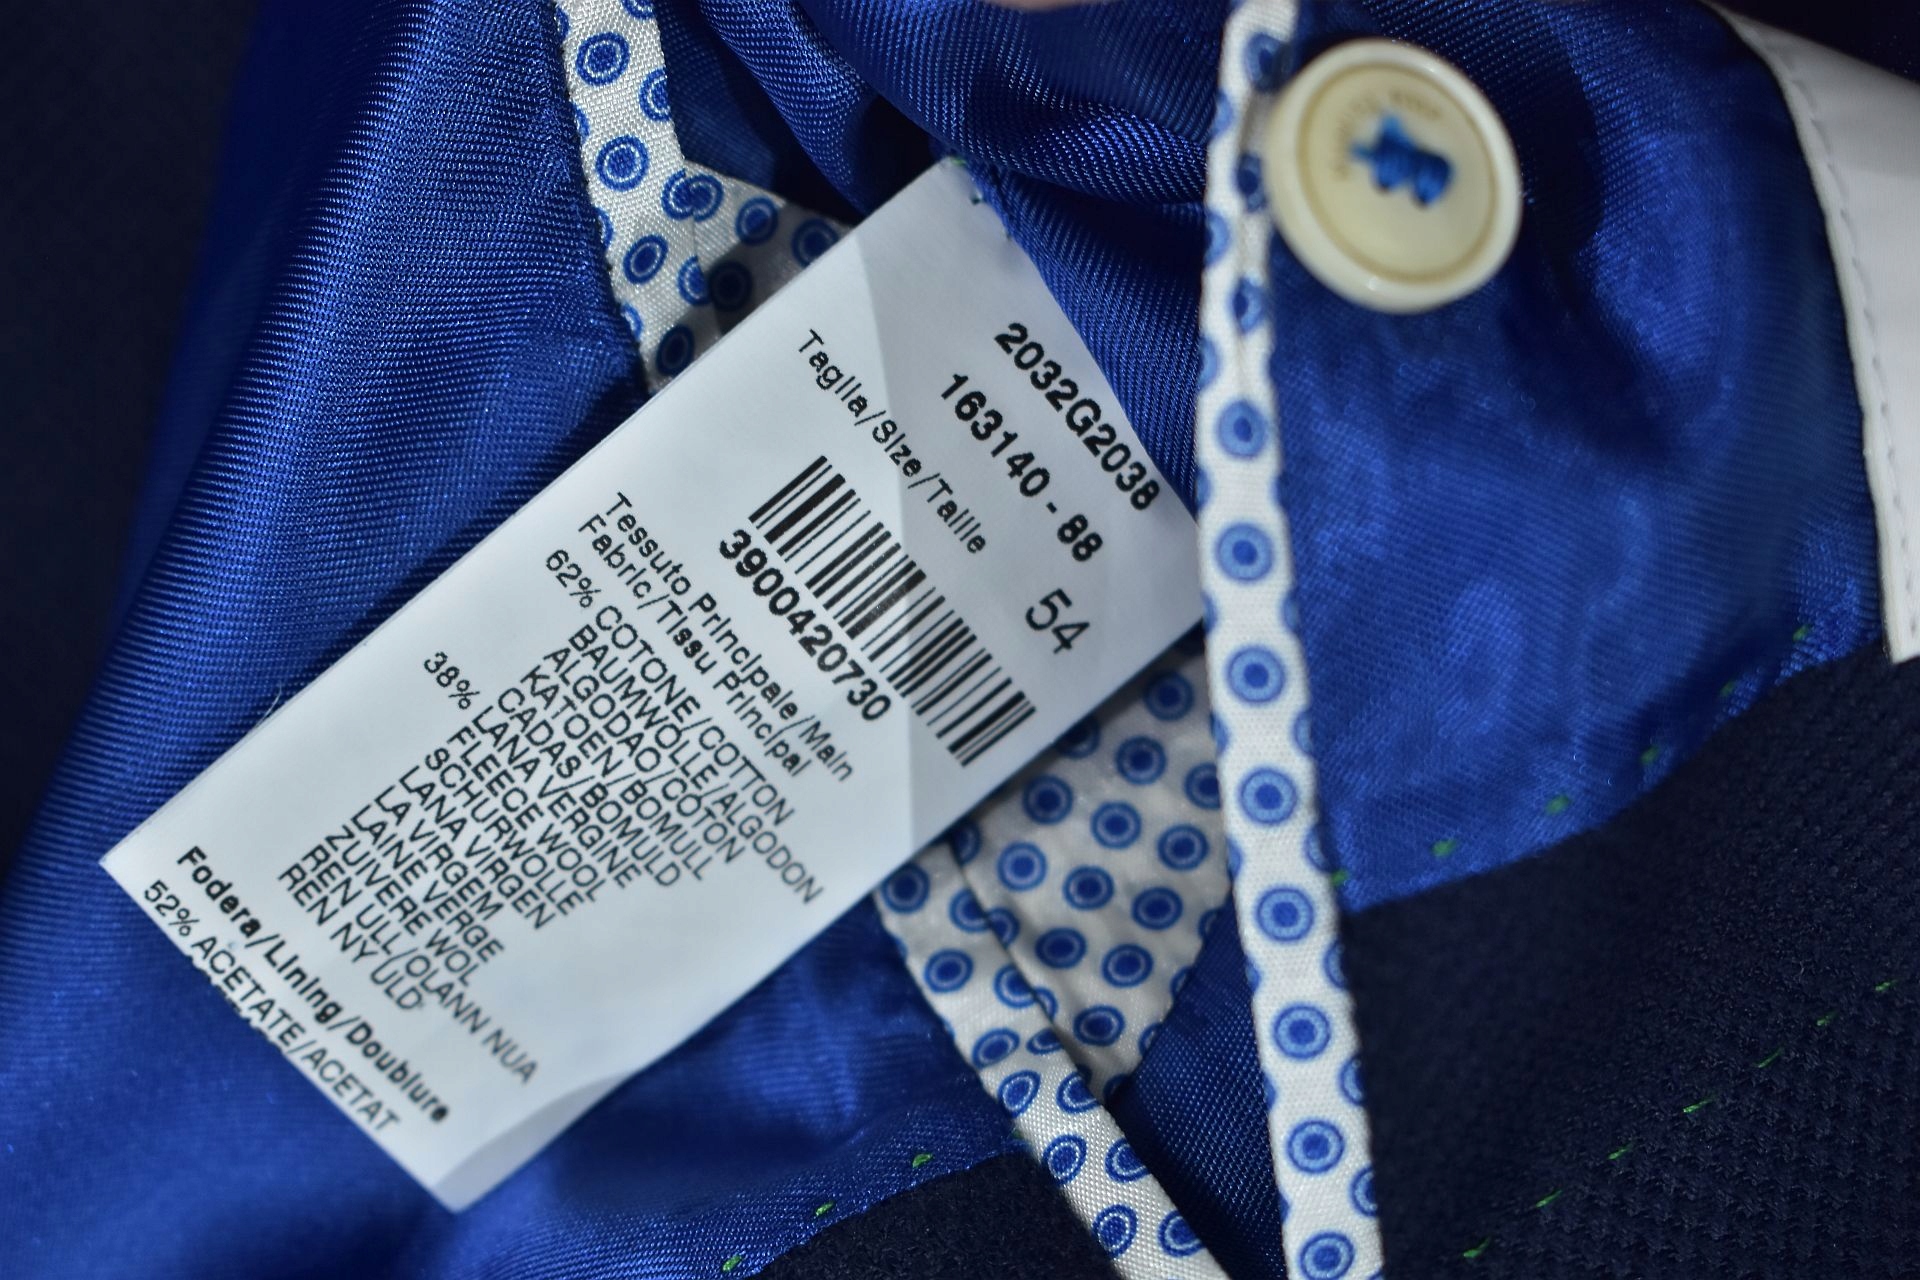 2032G2038
163140 - 88
Taglia/Size/Taille 54
3900420730
Tessuto Principale/Main
Fabric/Tissu Principal
62% COTONE/COTTON
BAUMWOLLE/ALGODON
ALGODAO/COTON
KATOEN/BOMULL
CADAS/BOMULD
38% LANA VERGINE
FLEECE WOOL
SCHURWOLLE
LANA VIRGEN
LA VIRGEM
LAINE VERGE
ZUIVERE WOL
REN ULL/OLANN NUA
REN NY ULD
Fodera/Lining/Doublure
52% ACETATE/ACETAT